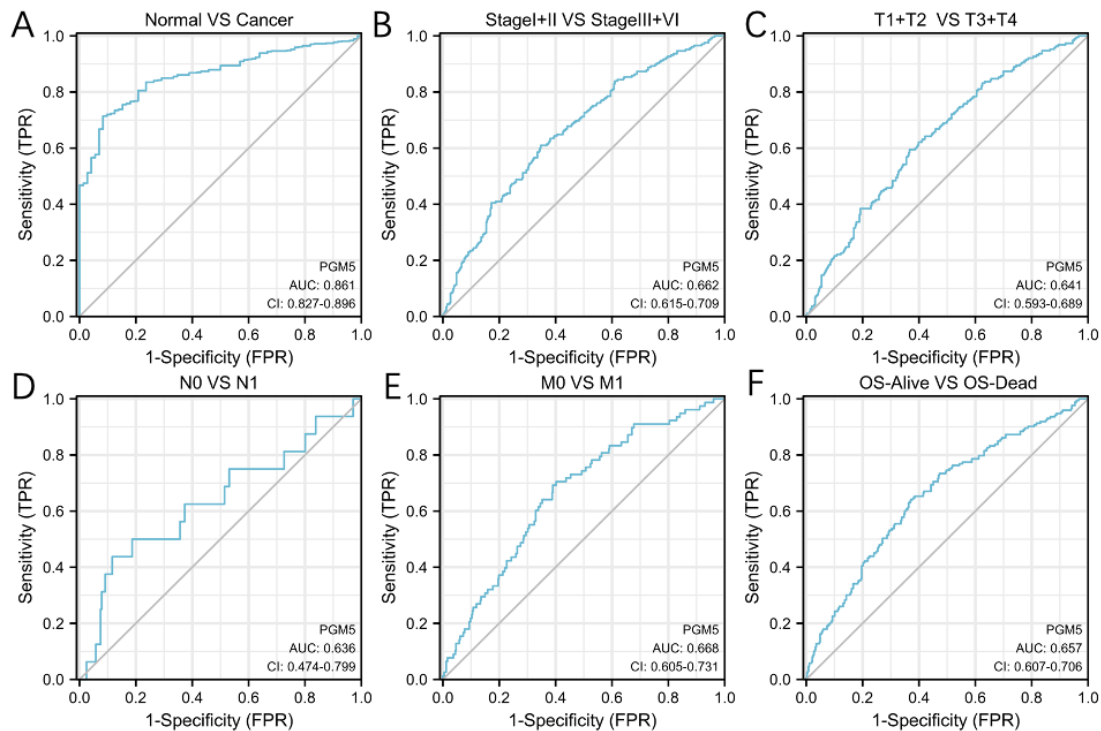 A
Normal VS Cancer
1.0
0.8
0.6
0.4
0.2
0.0
Sensitivity (TPR)
PGM5
AUC: 0.861
CI: 0.827-0.896
0.0 0.2 0.4 0.6 0.8 1.0
1-Specificity (FPR)
B
StageI+II VS StageIII+VI
1.0
0.8
0.6
0.4
0.2
0.0
Sensitivity (TPR)
PGM5
AUC: 0.662
CI: 0.615-0.709
0.0 0.2 0.4 0.6 0.8 1.0
1-Specificity (FPR)
C
T1+T2 VS T3+T4
1.0
0.8
0.6
0.4
0.2
0.0
Sensitivity (TPR)
PGM5
AUC: 0.641
CI: 0.593-0.689
0.0 0.2 0.4 0.6 0.8 1.0
1-Specificity (FPR)
D
N0 VS N1
1.0
0.8
0.6
0.4
0.2
0.0
Sensitivity (TPR)
PGM5
AUC: 0.636
CI: 0.474-0.799
0.0 0.2 0.4 0.6 0.8 1.0
1-Specificity (FPR)
E
M0 VS M1
1.0
0.8
0.6
0.4
0.2
0.0
Sensitivity (TPR)
PGM5
AUC: 0.668
CI: 0.605-0.731
0.0 0.2 0.4 0.6 0.8 1.0
1-Specificity (FPR)
F
OS-Alive VS OS-Dead
1.0
0.8
0.6
0.4
0.2
0.0
Sensitivity (TPR)
PGM5
AUC: 0.657
CI: 0.607-0.706
0.0 0.2 0.4 0.6 0.8 1.0
1-Specificity (FPR)